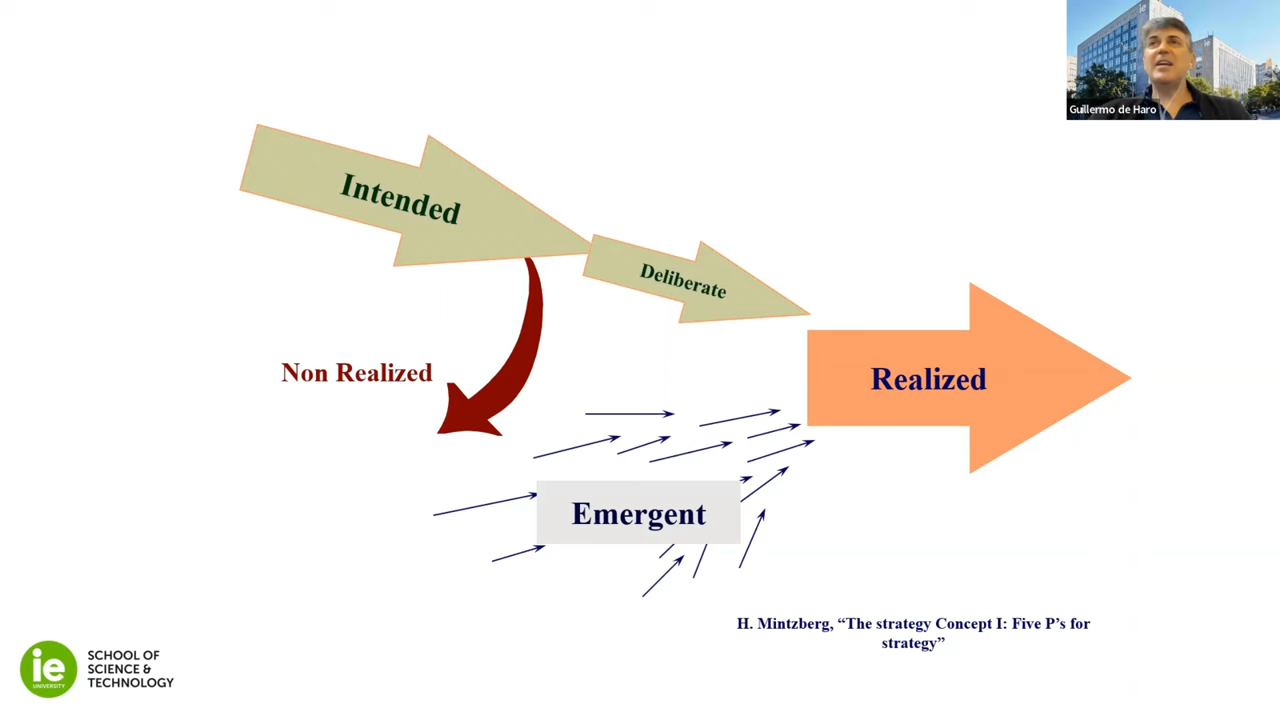 ie
Guillermo de Haro
Intended
Deliberate
Non Realized
Realized
Emergent
H. Mintzberg, “The strategy Concept I: Five P’s for
strategy”
ie
UNIVERSITY
SCHOOL OF
SCIENCE &
TECHNOLOGY